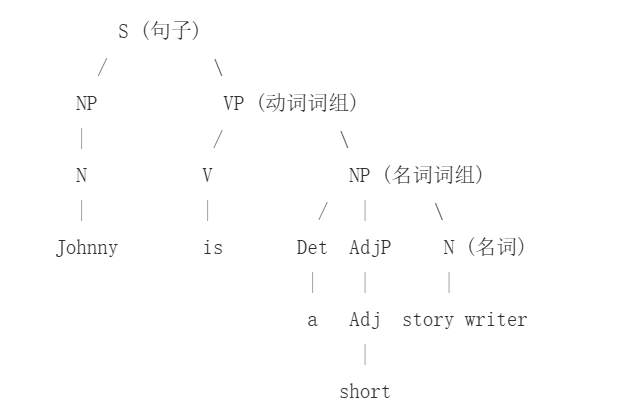 S (句子)
/ \
NP VP (动词词组)
| / \
N V NP (名词词组)
| | / | \
Johnny is Det AdjP N (名词)
| | |
a Adj story writer
|
short